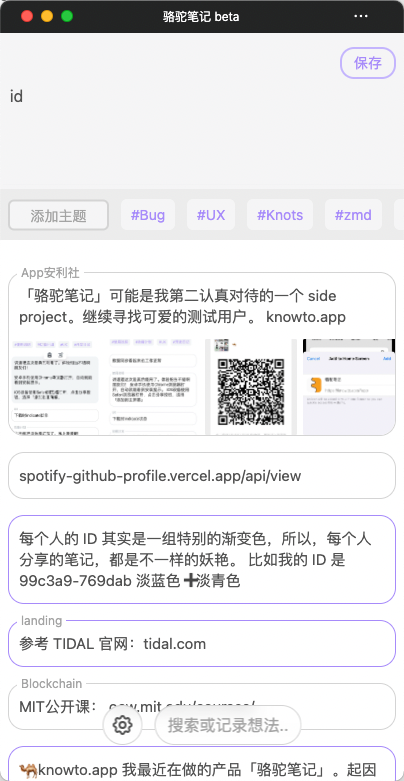 骆驼笔记 beta
保存
id
添加主题 #Bug #UX #Knots #zmd
App安利社
「骆驼笔记」可能是我第二认真对待的一个 side
project。继续寻找可爱的测试用户。 knowto.app
spotify-github-profile.vercel.app/api/view
每个人的 ID 其实是一组特别的渐变色，所以，每个人
分享的笔记，都是不一样的妖艳。 比如我的 ID 是
99c3a9-769dab 淡蓝色 ➕淡青色
landing
参考 TIDAL 官网：tidal.com
Blockchain
MIT公开课： ocw.mit.edu/courses/
搜索或记录想法..
🐫knowto.app 我最近在做的产品「骆驼笔记」。起因